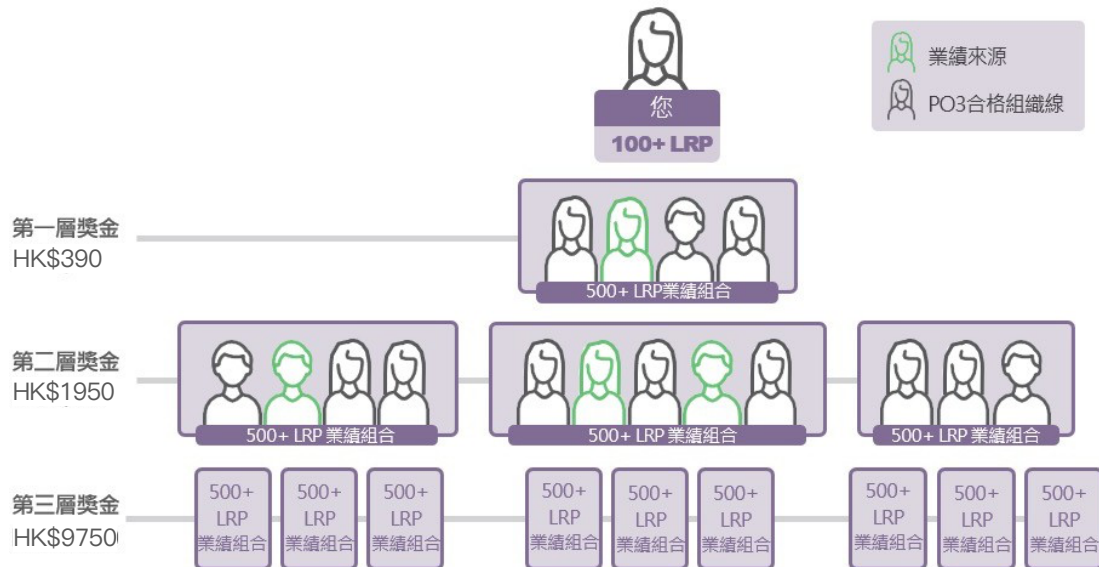 業績來源
PO3合格組織線
您
100+ LRP
第一層獎金
HK$390
500+ LRP業績組合
第二層獎金
HK$1950
500+ LRP 業績組合
500+ LRP 業績組合
500+ LRP 業績組合
第三層獎金
HK$9750
500+
LRP
業績組合
500+
LRP
業績組合
500+
LRP
業績組合
500+
LRP
業績組合
500+
LRP
業績組合
500+
LRP
業績組合
500+
LRP
業績組合
500+
LRP
業績組合
500+
LRP
業績組合